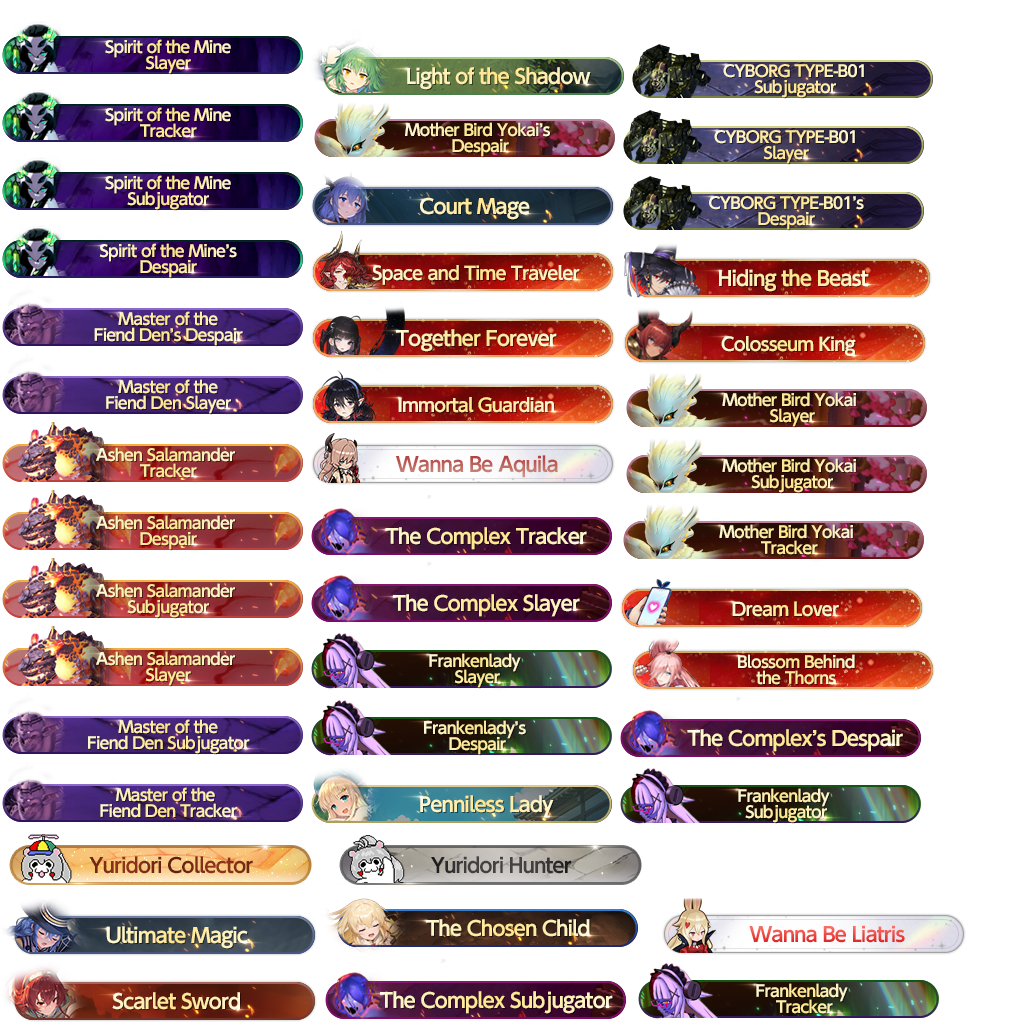 Spirit of the Mine
Slayer
Spirit of the Mine
Tracker
Spirit of the Mine
Subjugator
Spirit of the Mine's
Despair
Master of the
Fiend Den's Despair
Master of the
Fiend Den Slayer
Ashen Salamander
Tracker
Ashen Salamander
Despair
Ashen Salamander
Subjugator
Ashen Salamander
Slayer
Master of the
Fiend Den Subjugator
Master of the
Fiend Den Tracker
Yuridori Collector
Ultimate Magic
Scarlet Sword
Light of the Shadow
Mother Bird Yokai's
Despair
Court Mage
Space and Time Traveler
Together Forever
Immortal Guardian
Wanna Be Aquila
The Complex Tracker
The Complex Slayer
Frankenlady
Slayer
Frankenlady's
Despair
Penniless Lady
Yuridori Hunter
The Chosen Child
The Complex Subjugator
CYBORG TYPE-B01
Subjugator
CYBORG TYPE-B01
Slayer
CYBORG TYPE-B01's
Despair
Hiding the Beast
Colosseum King
Mother Bird Yokai
Slayer
Mother Bird Yokai
Subjugator
Mother Bird Yokai
Tracker
Dream Lover
Blossom Behind
the Thorns
The Complex's Despair
Frankenlady
Subjugator
Wanna Be Liatris
Frankenlady
Tracker